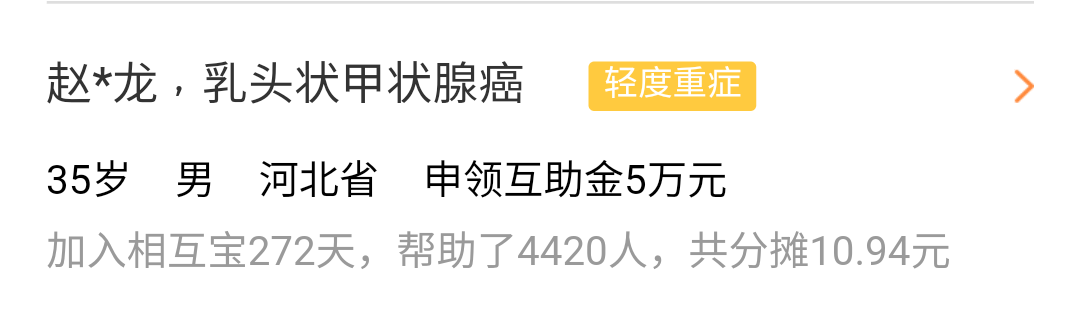 赵*龙，乳头状甲状腺癌 轻度重症
35岁 男 河北省 申领互助金5万元
加入相互宝272天，帮助了4420人，共分摊10.94元